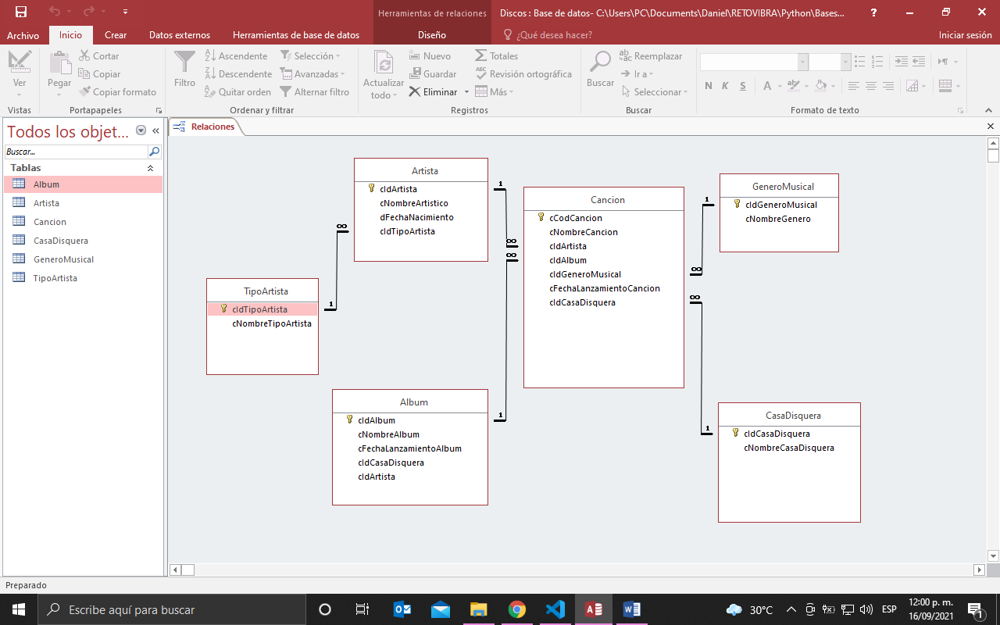 Herramientas de relaciones
Discos : Base de datos- C:\Users\PC\Documents\Daniel\RETOVIBRA\Python\Bases...
?
Archivo Inicio Crear Datos externos Herramientas de base de datos Diseño ¿Qué desea hacer? Iniciar sesión
Ver
Vistas
Pegar
Cortar
Copiar
Copiar formato
Portapapeles
Filtro
Ascendente
Descendente
Quitar orden
Selección
Avanzadas
Alternar filtro
Ordenar y filtrar
Actualizar
todo
Nuevo
Guardar
Eliminar
Totales
Revisión ortográfica
Más
Registros
Buscar
Reemplazar
Ir a
Seleccionar
Buscar
N K S A
Formato de texto
Todos los objet...
Buscar...
Tablas
Album
Artista
Cancion
CasaDisquera
GeneroMusical
TipoArtista
Relaciones
TipoArtista
cIdTipoArtista
cNombreTipoArtista
1
∞
Artista
cIdArtista
cNombreArtistico
dFechaNacimiento
cIdTipoArtista
1
∞
Album
cIdAlbum
cNombreAlbum
cFechaLanzamientoAlbum
cIdCasaDisquera
cIdArtista
1
∞
Cancion
cCodCancion
cNombreCancion
cIdArtista
cIdAlbum
cIdGeneroMusical
cFechaLanzamientoCancion
cIdCasaDisquera
∞
1
∞
1
GeneroMusical
cIdGeneroMusical
cNombreGenero
CasaDisquera
cIdCasaDisquera
cNombreCasaDisquera
Preparado
Escribe aquí para buscar
30°C
ESP
12:00 p. m.
16/09/2021
1